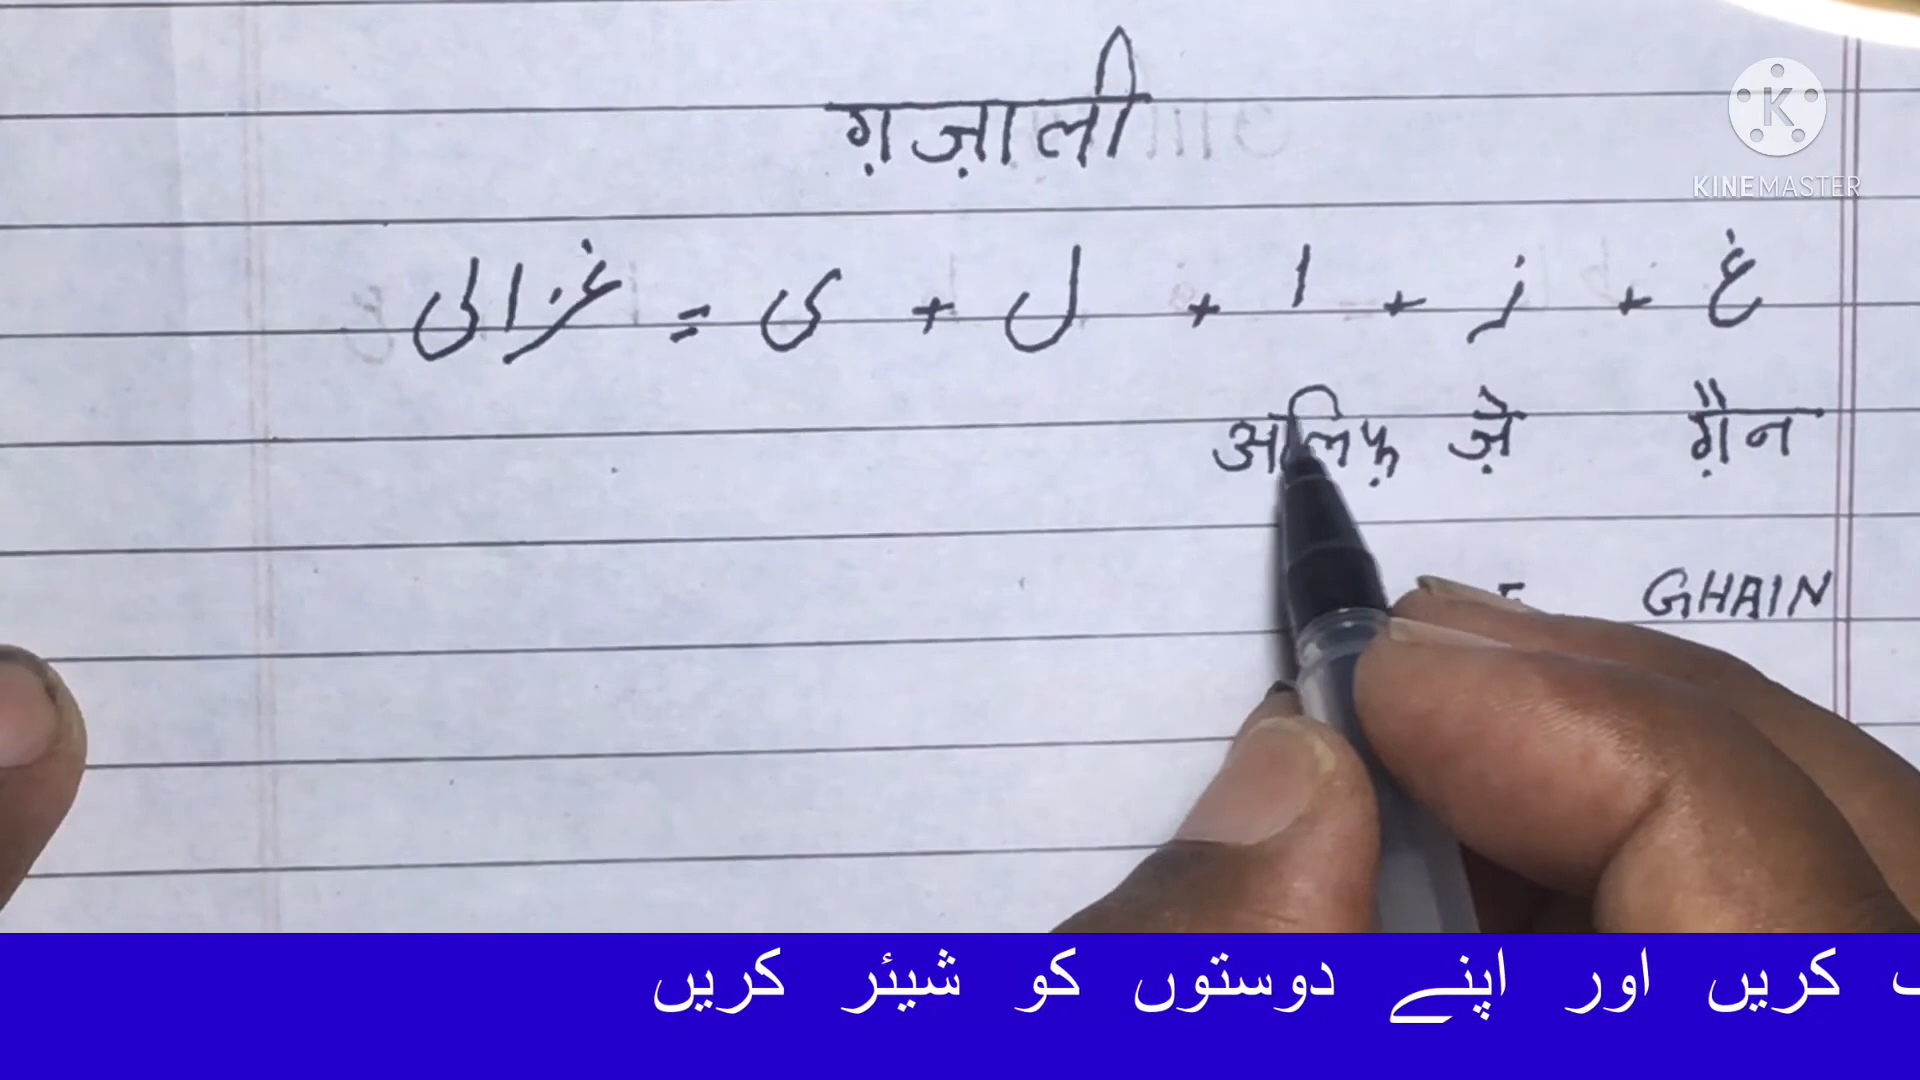 ग़ज़ाली
KINEMASTER
غ + ز + ا + ل + ی = غزالی
ग़ैन ज़े अलिफ़
GHAIN
کریں اور اپنے دوستوں کو شیئر کریں